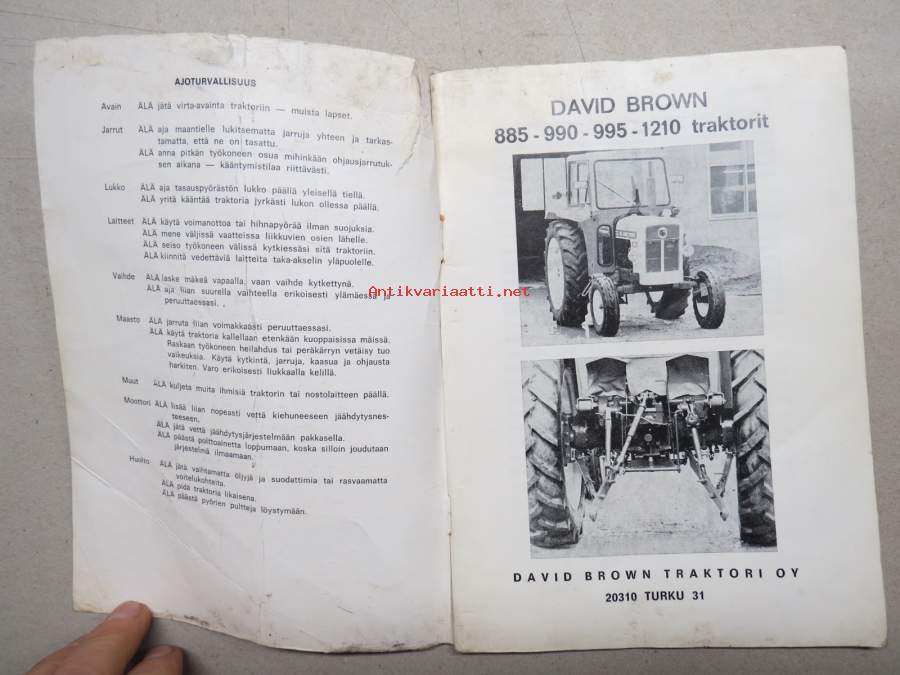 AJOTURVALLISUUS
Avain ÄLÄ jätä virta-avainta traktoriin — muista lapset.
Jarrut ÄLÄ aja maantielle lukitsematta jarruja yhteen ja tarkas-
tamatta, että ne on tasattu.
ÄLÄ anna pitkän työkoneen osua mihinkään ohjausjarrutuk-
sen aikana — kääntymistilaa riittävästi.
Lukko ÄLÄ aja tasauspyörästön lukko päällä yleisellä tiellä.
ÄLÄ yritä kääntää traktoria jyrkästi lukon ollessa päällä.
Laitteet ÄLÄ käytä voimanottoa tai hihnapyörää ilman suojuksia.
ÄLÄ mene väljissä vaatteissa liikkuvien osien lähelle.
ÄLÄ seiso työkoneen välissä kytkiessäsi sitä traktoriin.
ÄLÄ kiinnitä vedettäviä laitteita taka-akselin yläpuolelle.
Vaihde ÄLÄ laske mäkeä vapaalla, vaan vaihde kytkettynä.
ÄLÄ aja liian suurella vaihteella erikoisesti ylämäessä ja
peruuttaessasi.
Maasto ÄLÄ jarruta liian voimakkaasti peruuttaessasi.
ÄLÄ käytä traktoria kallellaan etenkään kuoppaisissa mäissä.
Raskaan työkoneen heilahdus tai peräkärryn vetäisy tuo
vaikeuksia. Käytä kytkintä, jarruja, kaasua ja ohjausta
harkiten. Varo erikoisesti liukkaalla kelillä.
Muut ÄLÄ kuljeta muita ihmisiä traktorin tai nostolaitteen päällä.
Moottori ÄLÄ lisää liian nopeasti vettä kiehuneeseen jäähdytysnes-
teeseen.
ÄLÄ jätä vettä jäähdytysjärjestelmään pakkasella.
ÄLÄ päästä polttoainetta loppumaan, koska silloin joudutaan
järjestelmä ilmaamaan.
Huolto ÄLÄ jätä vaihtamatta öljyjä ja suodattimia tai rasvaamatta
voitelukohteita.
ÄLÄ pidä traktoria likaisena.
ÄLÄ päästä pyörien pultteja löystymään.
DAVID BROWN
885 - 990 - 995 - 1210 traktorit
Antikvariaatti.net
DAVID BROWN TRAKTORI OY
20310 TURKU 31